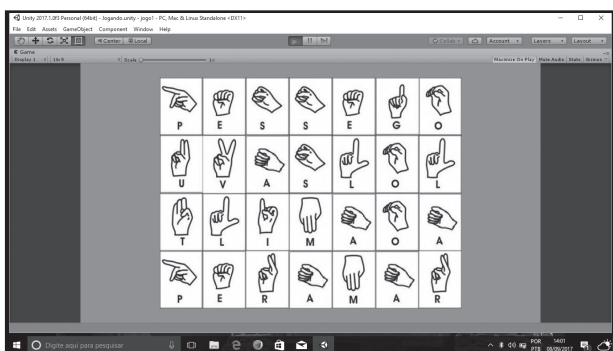 Unity 2017.1.0f3 Personal (64bit) - Jogando.unity - jogo1 - PC, Mac & Linux Standalone <DX11>
File Edit Assets GameObject Component Window Help
Center Local Collab Account Layers Layout
Game
Display 1 16:9 Scale 1x Maximize On Play Mute Audio Stats Gizmos
P E S S E G O
U V A S L O L
T L I M A O A
P E R A M A R
Digite aqui para pesquisar
POR 14:01
PTB 08/09/2017